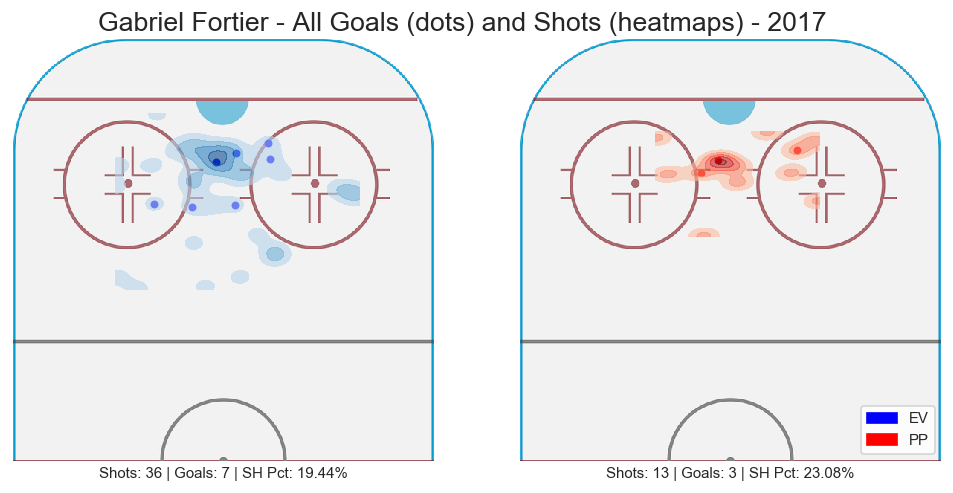 Gabriel Fortier - All Goals (dots) and Shots (heatmaps) - 2017
EV
PP
Shots: 36 | Goals: 7 | SH Pct: 19.44%
Shots: 13 | Goals: 3 | SH Pct: 23.08%